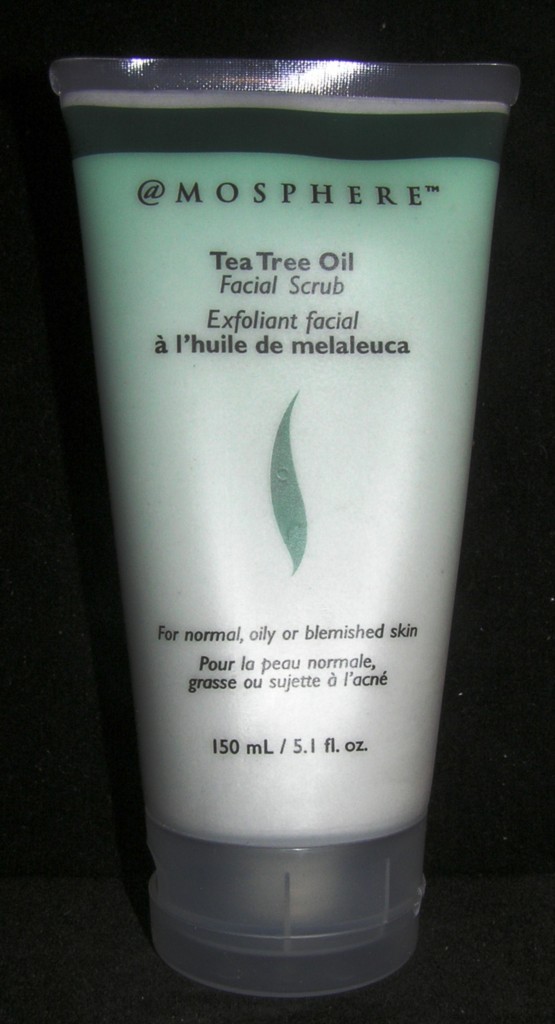 @MOSPHERE™
Tea Tree Oil
Facial Scrub
Exfoliant facial
à l'huile de melaleuca
For normal, oily or blemished skin
Pour la peau normale,
grasse ou sujette à l'acné
150 mL / 5.1 fl. oz.